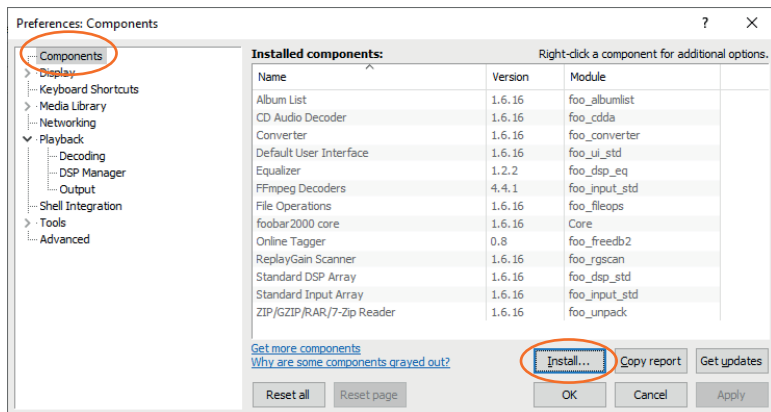 Preferences: Components ? ✕
Components
Display
Keyboard Shortcuts
Media Library
Networking
Playback
Decoding
DSP Manager
Output
Shell Integration
Tools
Advanced
Installed components: Right-click a component for additional options.
Name Version Module
Album List 1.6.16 foo_albumlist
CD Audio Decoder 1.6.16 foo_cdda
Converter 1.6.16 foo_converter
Default User Interface 1.6.16 foo_ui_std
Equalizer 1.2.2 foo_dsp_eq
FFmpeg Decoders 4.4.1 foo_input_std
File Operations 1.6.16 foo_fileops
foobar2000 core 1.6.16 Core
Online Tagger 0.8 foo_freedb2
ReplayGain Scanner 1.6.16 foo_rgscan
Standard DSP Array 1.6.16 foo_dsp_std
Standard Input Array 1.6.16 foo_input_std
ZIP/GZIP/RAR/7-Zip Reader 1.6.16 foo_unpack
Get more components
Why are some components grayed out?
Install... Copy report Get updates
Reset all Reset page OK Cancel Apply